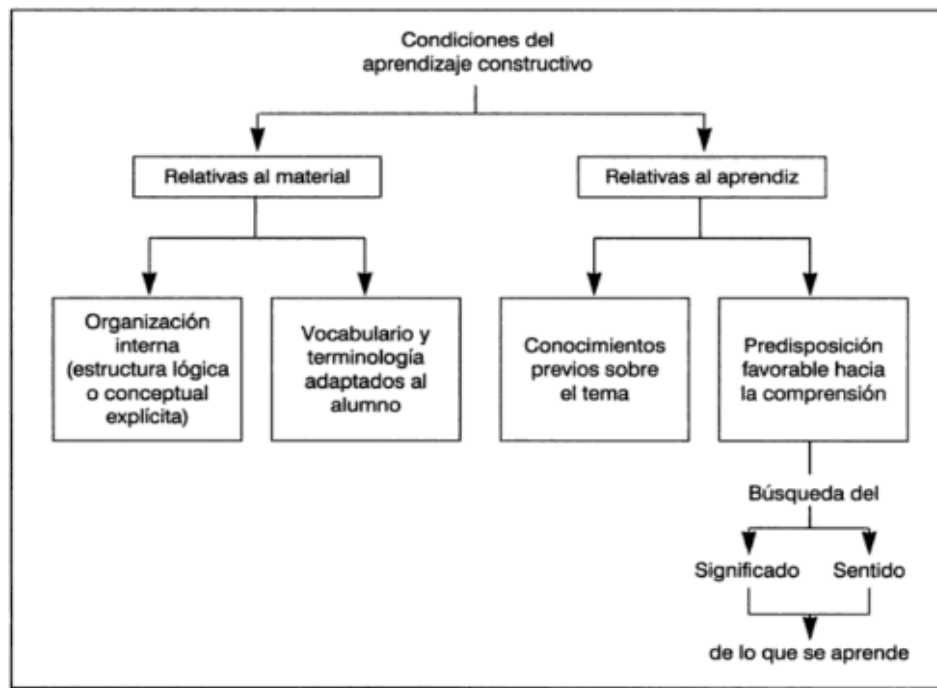 Condiciones del
aprendizaje constructivo
Relativas al material
Relativas al aprendiz
Organización
interna
(estructura lógica
o conceptual
explícita)
Vocabulario y
terminología
adaptados al
alumno
Conocimientos
previos sobre
el tema
Predisposición
favorable hacia
la comprensión
Búsqueda del
Significado
Sentido
de lo que se aprende